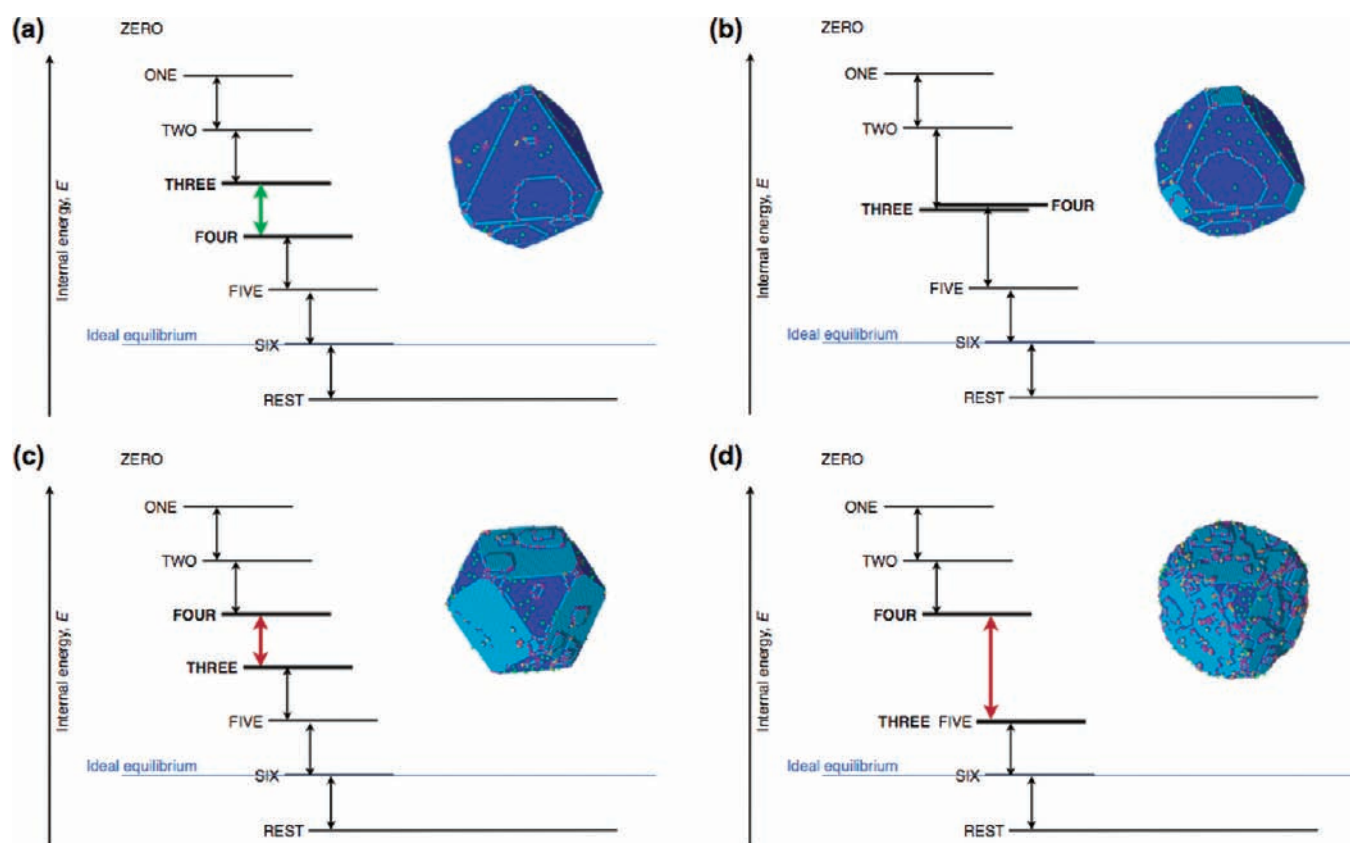 (a)
ZERO
ONE
TWO
THREE
FOUR
FIVE
Ideal equilibrium
SIX
REST
Internal energy, E
(b)
ZERO
ONE
TWO
THREE
FOUR
FIVE
Ideal equilibrium
SIX
REST
Internal energy, E
(c)
ZERO
ONE
TWO
FOUR
THREE
FIVE
Ideal equilibrium
SIX
REST
Internal energy, E
(d)
ZERO
ONE
TWO
FOUR
THREE FIVE
Ideal equilibrium
SIX
REST
Internal energy, E